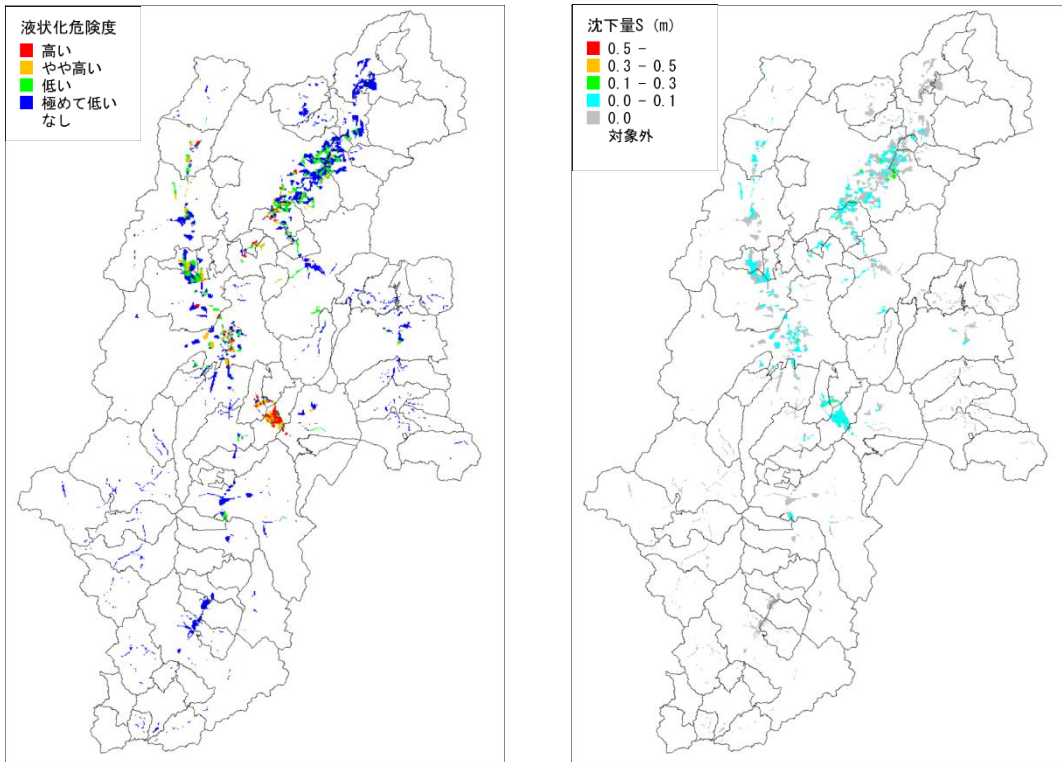 液状化危険度
高い
やや高い
低い
極めて低い
なし
沈下量S (m)
0.5 -
0.3 - 0.5
0.1 - 0.3
0.0 - 0.1
0.0
対象外